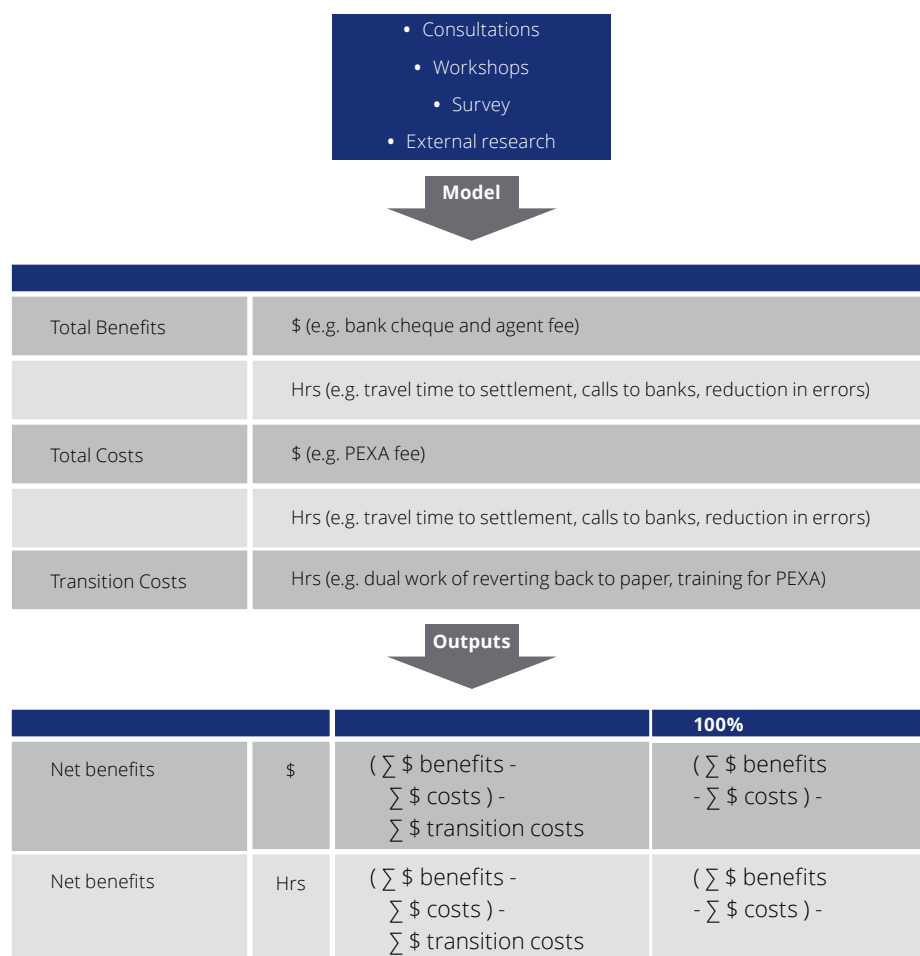 • Consultations
• Workshops
• Survey
• External research
Model
Total Benefits
$ (e.g. bank cheque and agent fee)
Hrs (e.g. travel time to settlement, calls to banks, reduction in errors)
Total Costs
$ (e.g. PEXA fee)
Hrs (e.g. travel time to settlement, calls to banks, reduction in errors)
Transition Costs
Hrs (e.g. dual work of reverting back to paper, training for PEXA)
Outputs
100%
Net benefits
$
( ∑ $ benefits -
∑ $ costs ) -
∑ $ transition costs
( ∑ $ benefits
- ∑ $ costs ) -
Net benefits
Hrs
( ∑ $ benefits -
∑ $ costs ) -
∑ $ transition costs
( ∑ $ benefits
- ∑ $ costs ) -